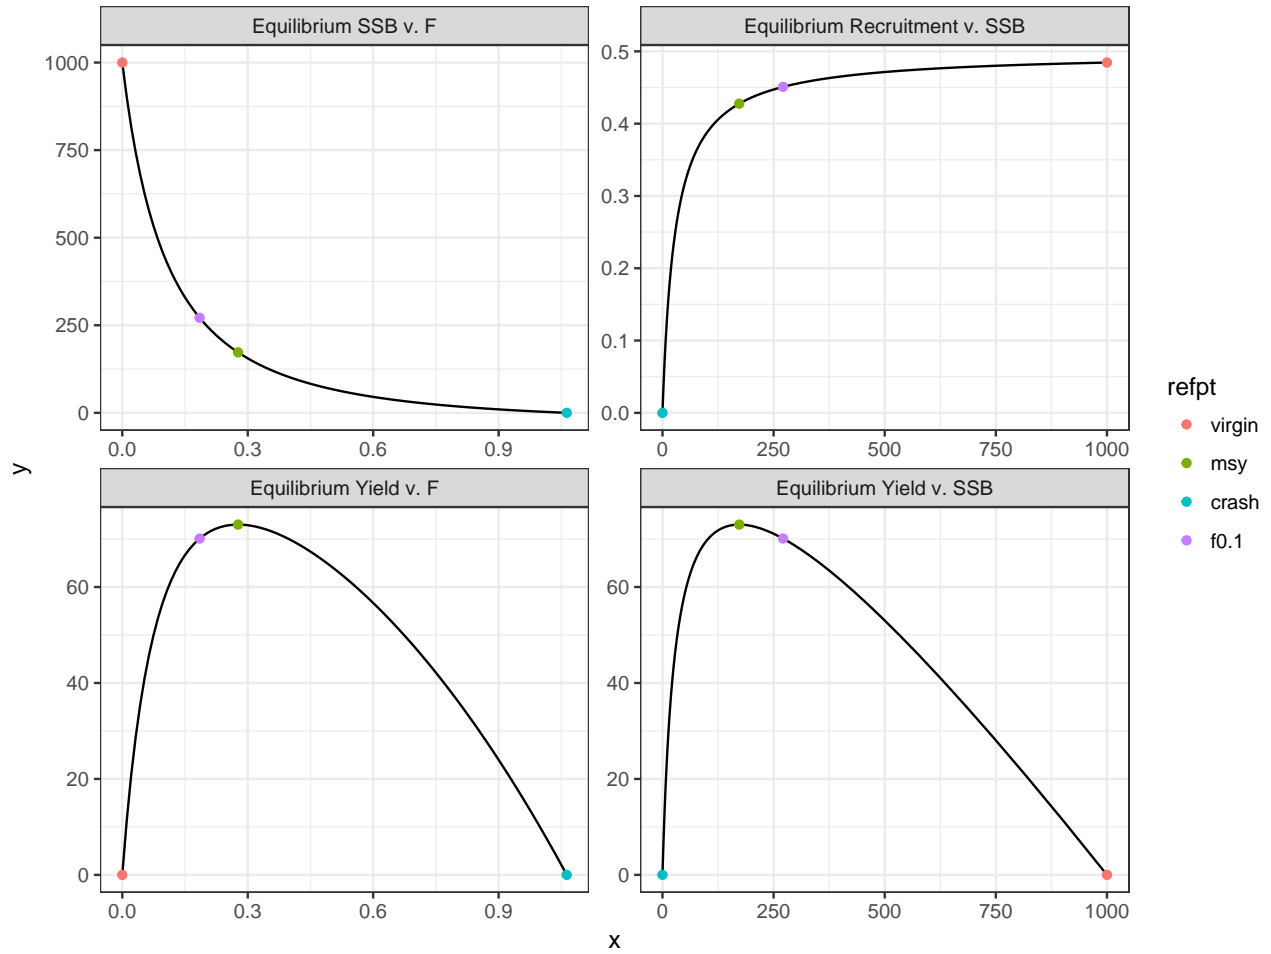 Equilibrium SSB v. F
Equilibrium Recruitment v. SSB
1000
750
500
250
0
0.0 0.3 0.6 0.9
0.5
0.4
0.3
0.2
0.1
0.0
0 250 500 750 1000
y
Equilibrium Yield v. F
Equilibrium Yield v. SSB
60
40
20
0
0.0 0.3 0.6 0.9
60
40
20
0
0 250 500 750 1000
x
refpt
virgin
msy
crash
f0.1